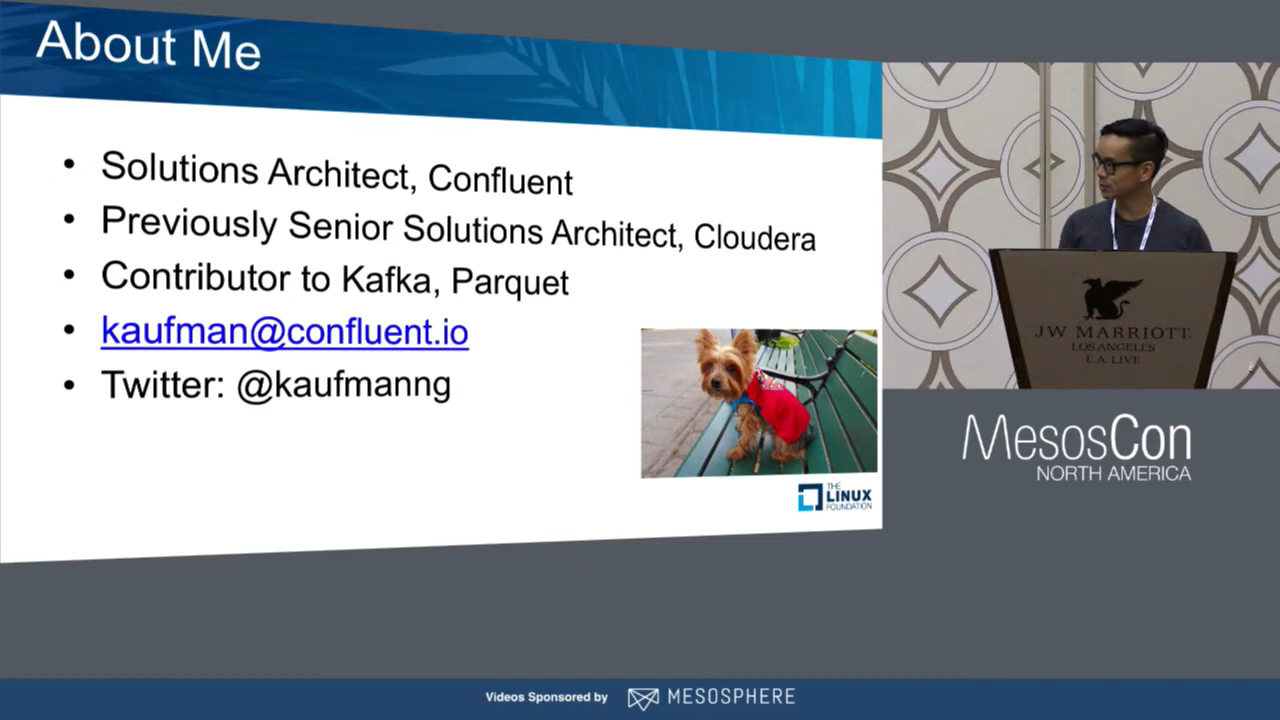 About Me
• Solutions Architect, Confluent
• Previously Senior Solutions Architect, Cloudera
• Contributor to Kafka, Parquet
• kaufman@confluent.io
• Twitter: @kaufmanng
THE
LINUX
FOUNDATION
JW MARRIOTT
LOS ANGELES
L.A. LIVE
MesosCon
NORTH AMERICA
Videos Sponsored by MESOSPHERE